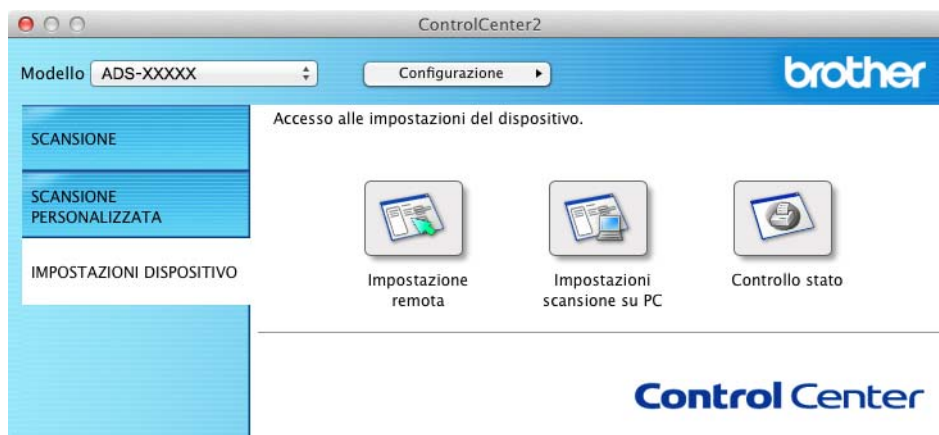 ControlCenter2
Modello ADS-XXXXX Configurazione
brother
SCANSIONE
SCANSIONE
PERSONALIZZATA
IMPOSTAZIONI DISPOSITIVO
Accesso alle impostazioni del dispositivo.
Impostazione
remota
Impostazioni
scansione su PC
Controllo stato
Control Center